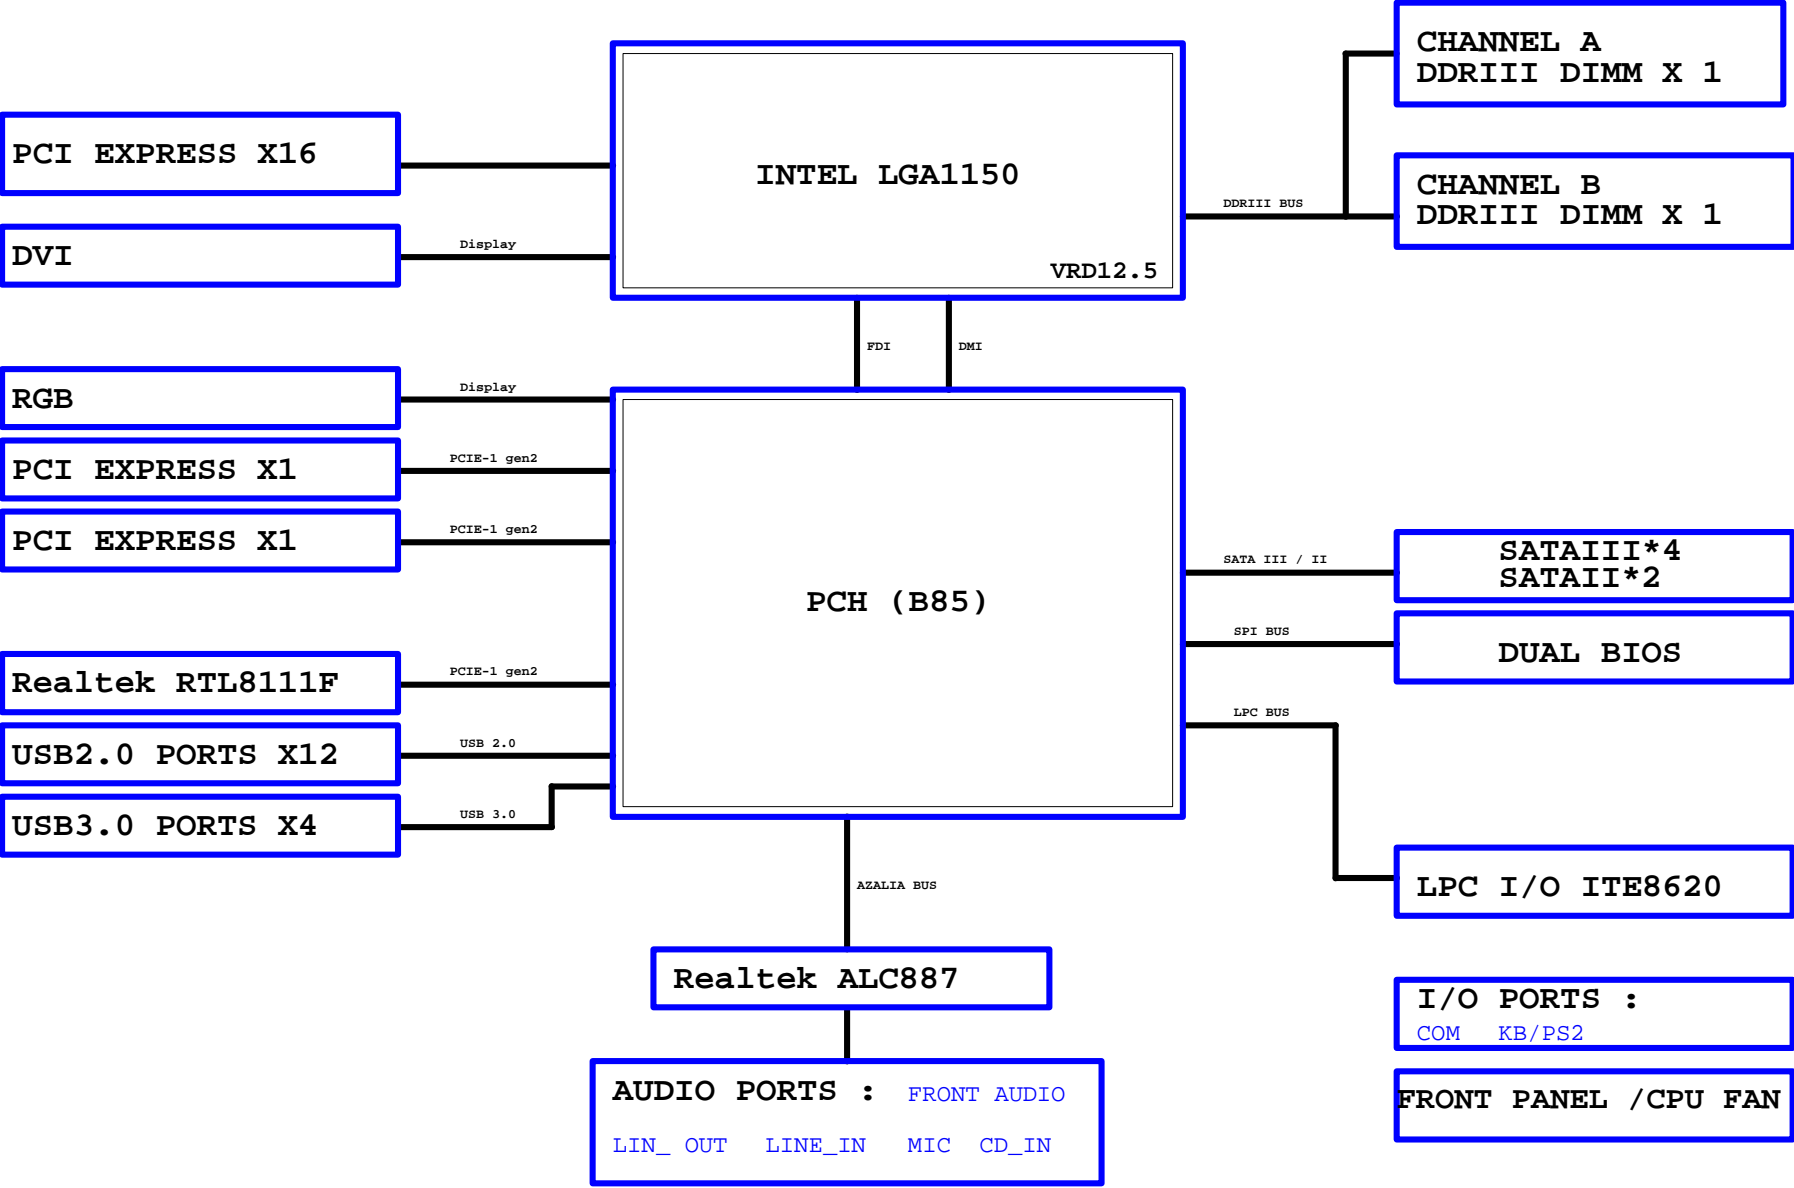 CHANNEL A
DDRIII DIMM X 1
PCI EXPRESS X16
INTEL LGA1150
CHANNEL B
DDRIII DIMM X 1
DDRIII BUS
DVI
Display
VRD12.5
FDI
DMI
RGB
Display
PCI EXPRESS X1
PCIE-1 gen2
PCI EXPRESS X1
PCIE-1 gen2
SATA III / II
SATAIII*4
SATAII*2
PCH (B85)
SPI BUS
DUAL BIOS
Realtek RTL8111F
PCIE-1 gen2
LPC BUS
USB2.0 PORTS X12
USB 2.0
USB3.0 PORTS X4
USB 3.0
AZALIA BUS
LPC I/O ITE8620
Realtek ALC887
I/O PORTS :
COM KB/PS2
AUDIO PORTS : FRONT AUDIO
LIN_ OUT LINE_IN MIC CD_IN
FRONT PANEL /CPU FAN